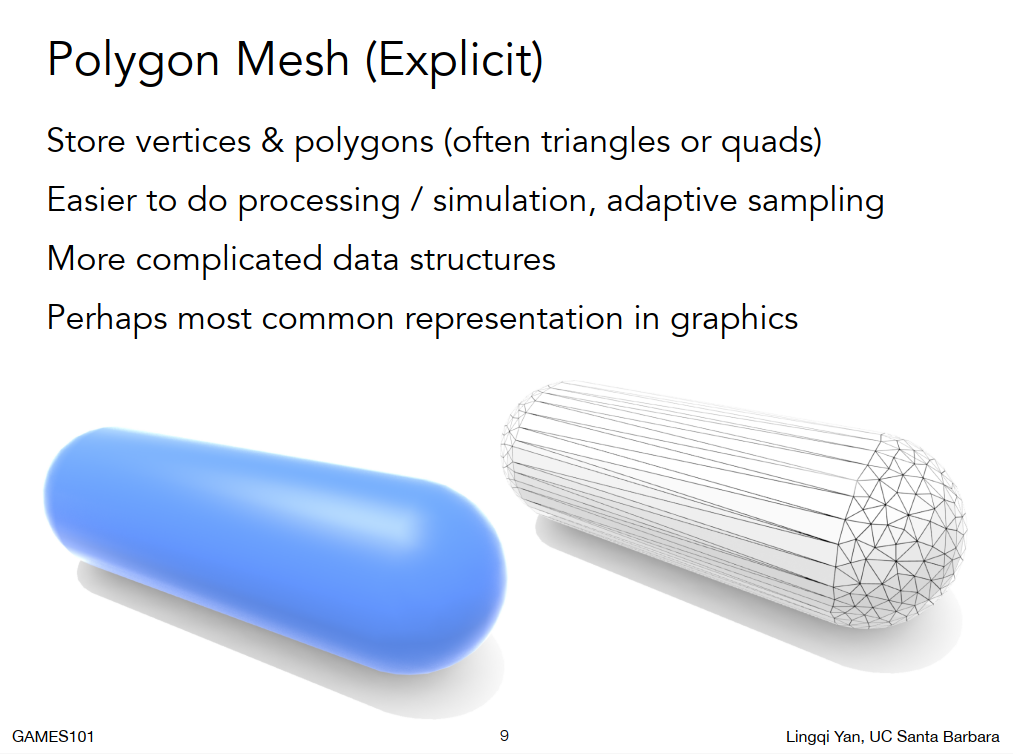 Polygon Mesh (Explicit)
Store vertices & polygons (often triangles or quads)
Easier to do processing / simulation, adaptive sampling
More complicated data structures
Perhaps most common representation in graphics
GAMES101
9
Lingqi Yan, UC Santa Barbara